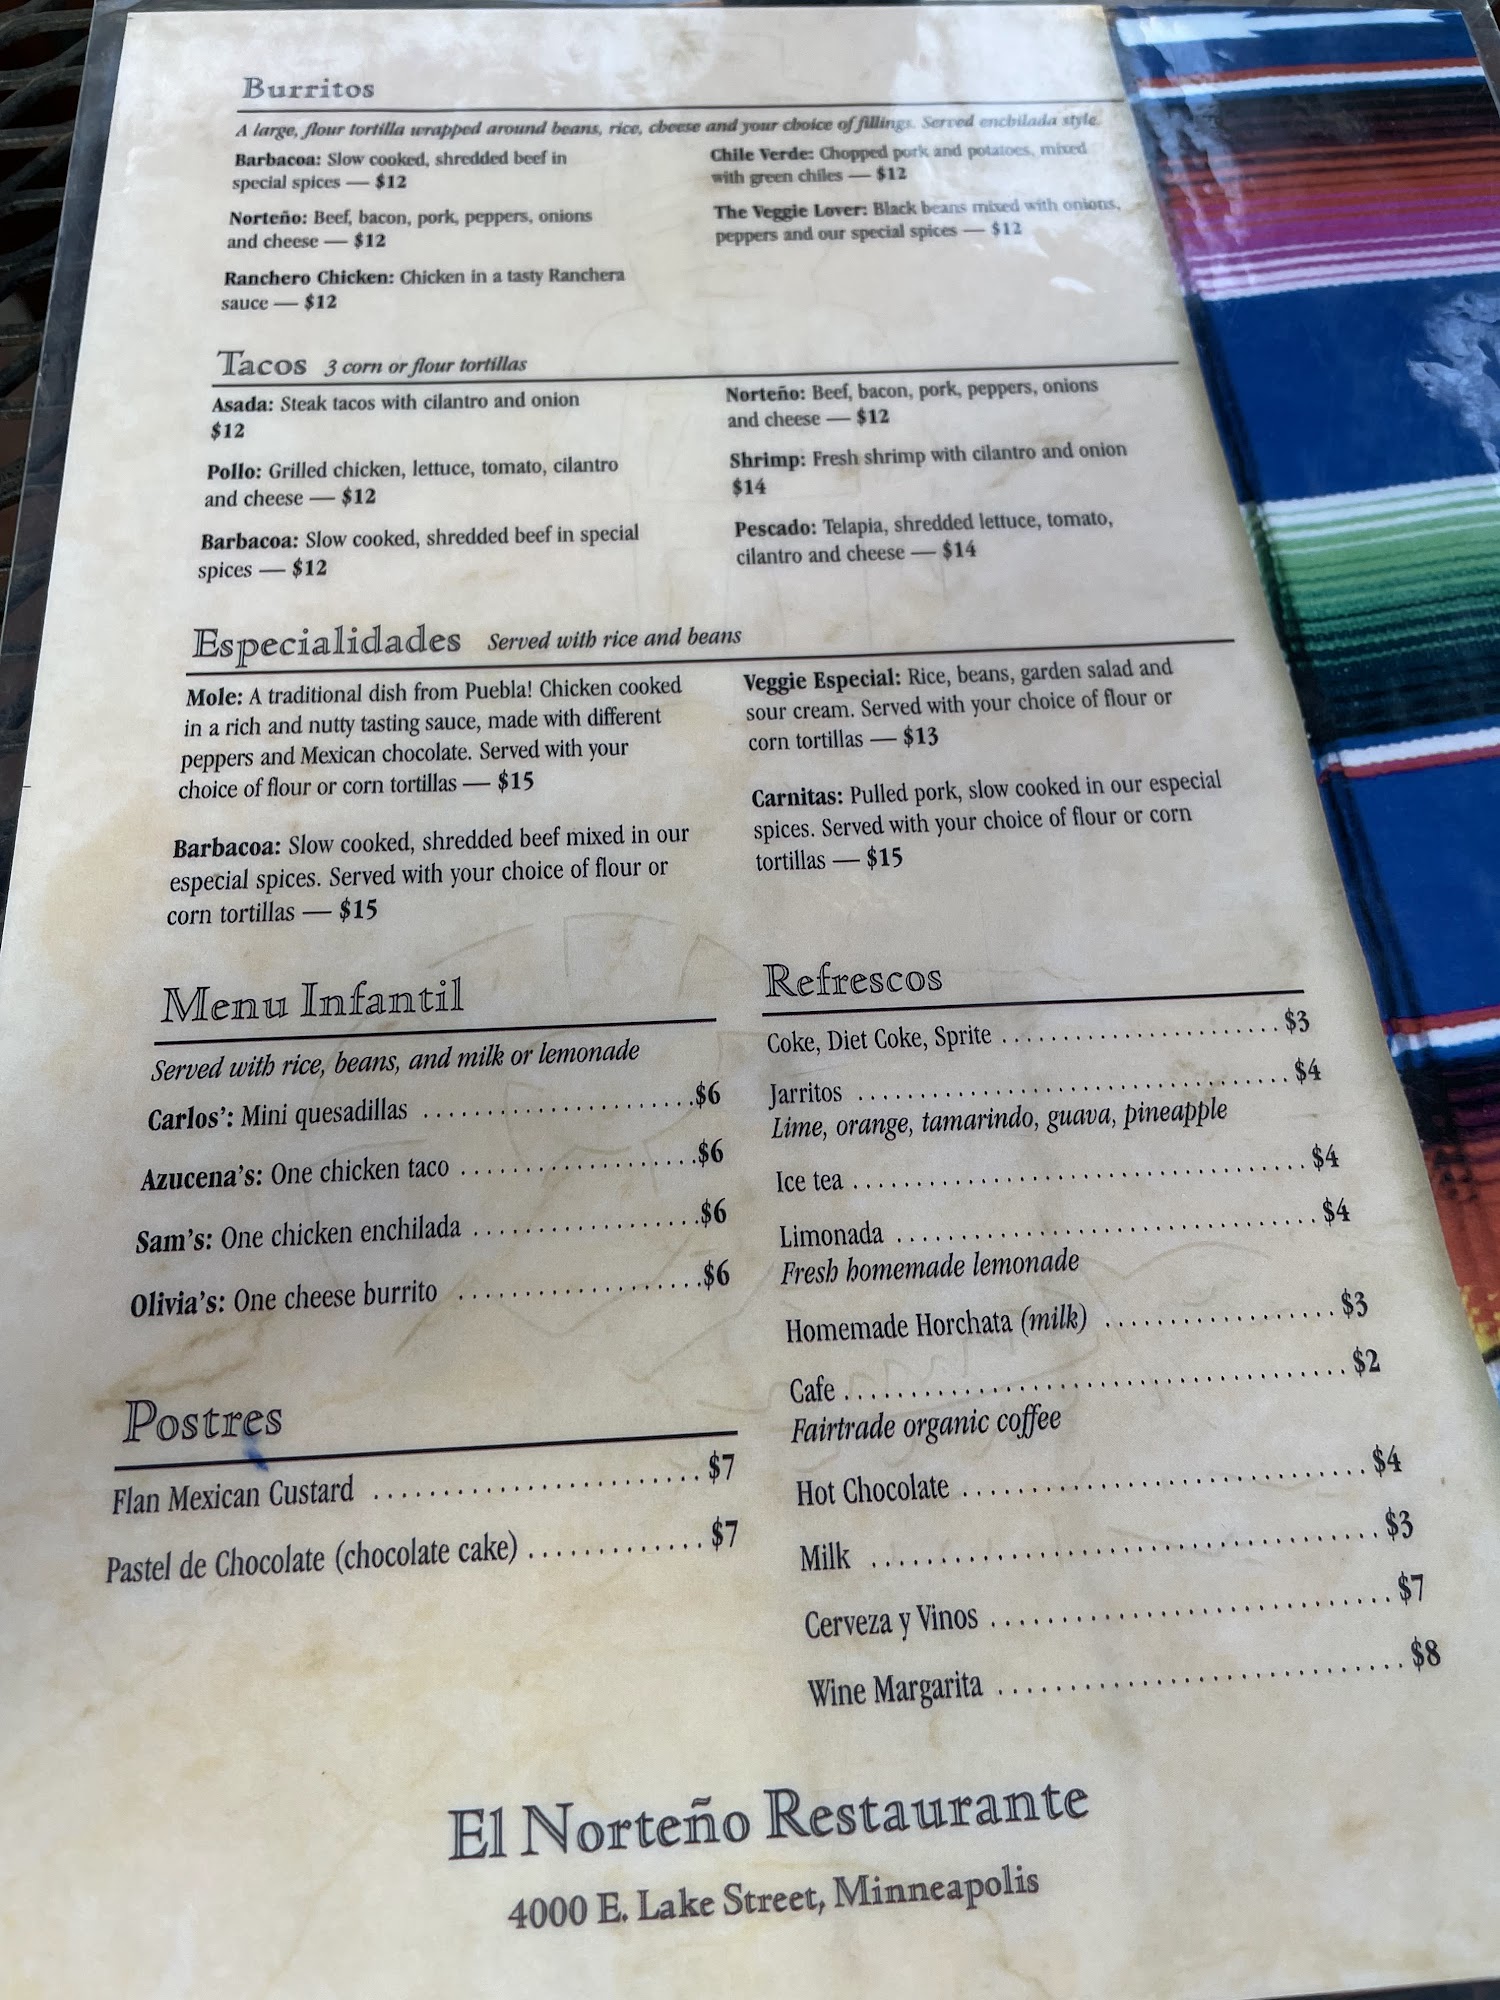 Burritos
A large, flour tortilla wrapped around beans, rice, cheese and your choice of fillings. Served enchilada style.
Barbacoa: Slow cooked, shredded beef in
special spices — $12
Norteño: Beef, bacon, pork, peppers, onions
and cheese — $12
Ranchero Chicken: Chicken in a tasty Ranchera
sauce — $12
Chile Verde: Chopped pork and potatoes, mixed
with green chiles — $12
The Veggie Lover: Black beans mixed with onions,
peppers and our special spices — $12
Tacos 3 corn or flour tortillas
Asada: Steak tacos with cilantro and onion
$12
Pollo: Grilled chicken, lettuce, tomato, cilantro
and cheese — $12
Barbacoa: Slow cooked, shredded beef in special
spices — $12
Norteño: Beef, bacon, pork, peppers, onions
and cheese — $12
Shrimp: Fresh shrimp with cilantro and onion
$14
Pescado: Telapia, shredded lettuce, tomato,
cilantro and cheese — $14
Especialidades Served with rice and beans
Mole: A traditional dish from Puebla! Chicken cooked
in a rich and nutty tasting sauce, made with different
peppers and Mexican chocolate. Served with your
choice of flour or corn tortillas — $15
Barbacoa: Slow cooked, shredded beef mixed in our
especial spices. Served with your choice of flour or
corn tortillas — $15
Veggie Especial: Rice, beans, garden salad and
sour cream. Served with your choice of flour or
corn tortillas — $13
Carnitas: Pulled pork, slow cooked in our especial
spices. Served with your choice of flour or corn
tortillas — $15
Menu Infantil
Served with rice, beans, and milk or lemonade
Carlos': Mini quesadillas ........................ $6
Azucena's: One chicken taco ..................... $6
Sam's: One chicken enchilada .................... $6
Olivia's: One cheese burrito ..................... $6
Postres
Flan Mexican Custard ........................ $7
Pastel de Chocolate (chocolate cake) ............. $7
Refrescos
Coke, Diet Coke, Sprite ........................ $3
Jarritos ........................ $4
Lime, orange, tamarindo, guava, pineapple
Ice tea ........................ $4
Limonada ........................ $4
Fresh homemade lemonade
Homemade Horchata (milk) .................. $3
Cafe ........................ $2
Fairtrade organic coffee
Hot Chocolate ........................ $4
Milk ........................ $3
Cerveza y Vinos ........................ $7
Wine Margarita ........................ $8
El Norteño Restaurante
4000 E. Lake Street, Minneapolis